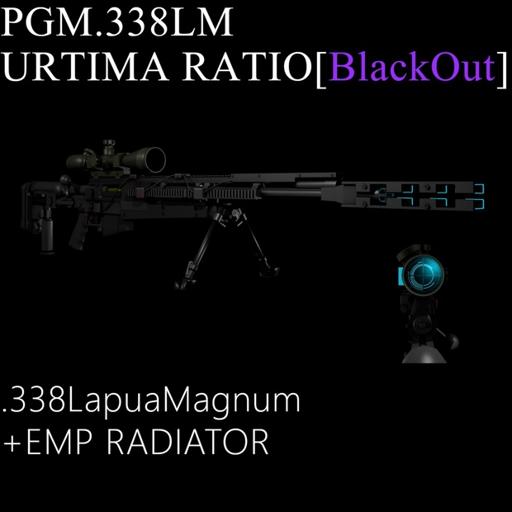 PGM.338LM
URTIMA RATIO[BlackOut]
.338LapuaMagnum
+EMP RADIATOR